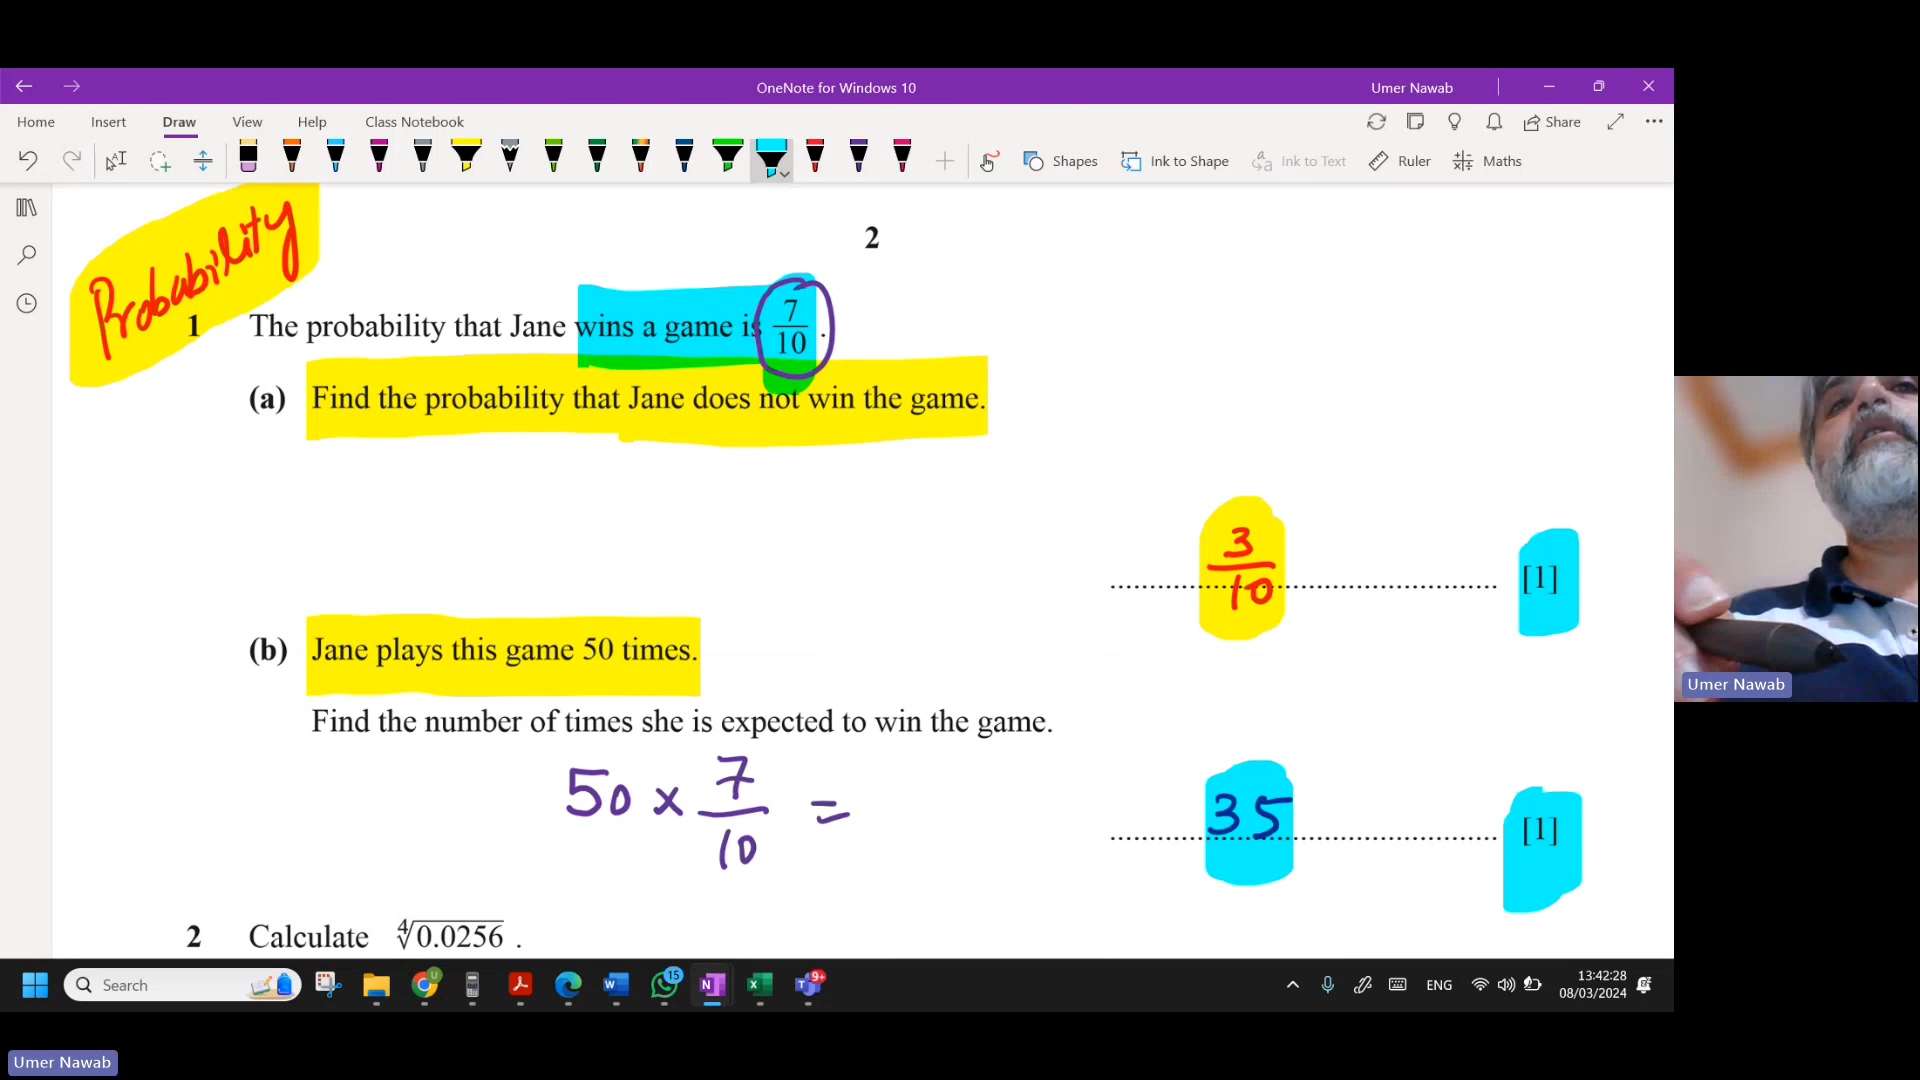 OneNote for Windows 10
Umer Nawab
Home Insert Draw View Help Class Notebook
Share
Shapes Ink to Shape Ink to Text Ruler Maths
Probability
2
1 The probability that Jane wins a game is 7/10 .
(a) Find the probability that Jane does not win the game.
3/10 [1]
(b) Jane plays this game 50 times.
Find the number of times she is expected to win the game.
50 × 7/10 =
35 [1]
2 Calculate ∜0.0256 .
Umer Nawab
Search
U
W
15
N
X
T
9+
ENG
13:42:28
08/03/2024
Umer Nawab